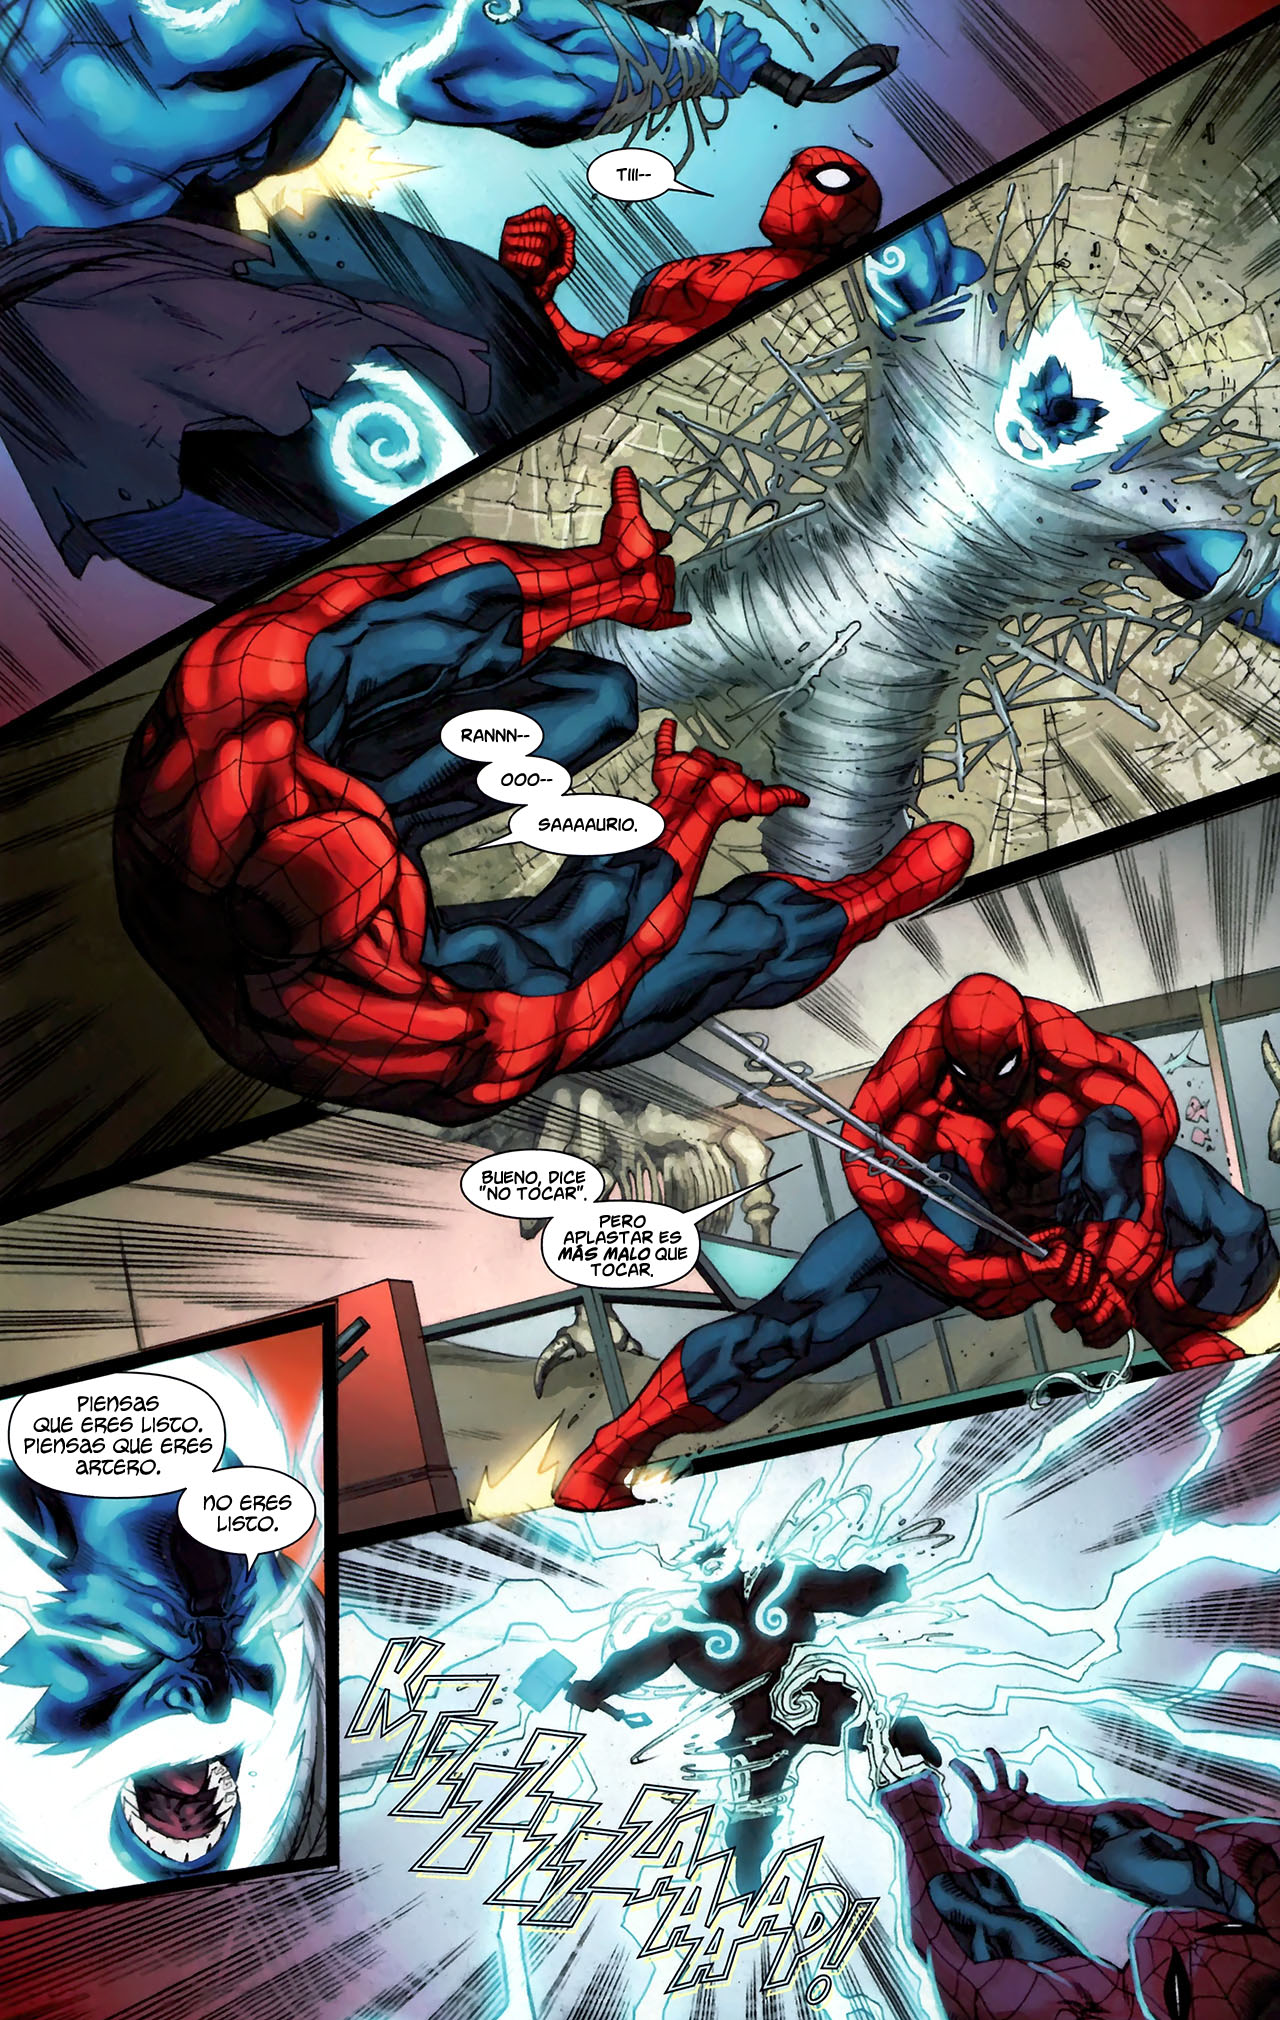 TIII--
RANNN--
OOO--
SAAAAURIO.
BUENO, DICE
"NO TOCAR".
PERO
APLASTAR ES
MÁS MALO QUE
TOCAR.
PIENSAS
QUE ERES LISTO.
PIENSAS QUE ERES
ARTERO.
NO ERES
LISTO.
KTZZZZZZAAAAAAP!